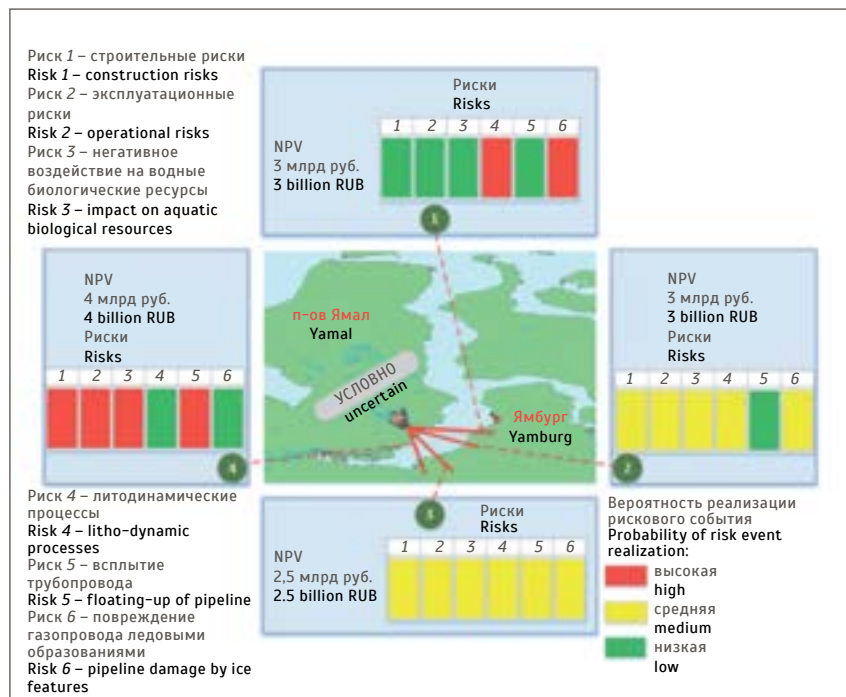 Риск 1 – строительные риски
Risk 1 – construction risks
Риск 2 – эксплуатационные
риски
Risk 2 – operational risks
Риск 3 – негативное
воздействие на водные
биологические ресурсы
Risk 3 – impact on aquatic
biological resources
Риски
Risks
1 2 3 4 5 6
NPV
3 млрд руб.
3 billion RUB
1
NPV
4 млрд руб.
4 billion RUB
Риски
Risks
1 2 3 4 5 6
4
п-ов Ямал
Yamal
УСЛОВНО
uncertain
Ямбург
Yamburg
NPV
3 млрд руб.
3 billion RUB
Риски
Risks
1 2 3 4 5 6
2
Риск 4 – литодинамические
процессы
Risk 4 – litho-dynamic
processes
Риск 5 – всплытие
трубопровода
Risk 5 – floating-up of pipeline
Риск 6 – повреждение
газопровода ледовыми
образованиями
Risk 6 – pipeline damage by ice
features
3
Риски
Risks
1 2 3 4 5 6
NPV
2,5 млрд руб.
2.5 billion RUB
Вероятность реализации
рискового события
Probability of risk event
realization:
высокая
high
средняя
medium
низкая
low